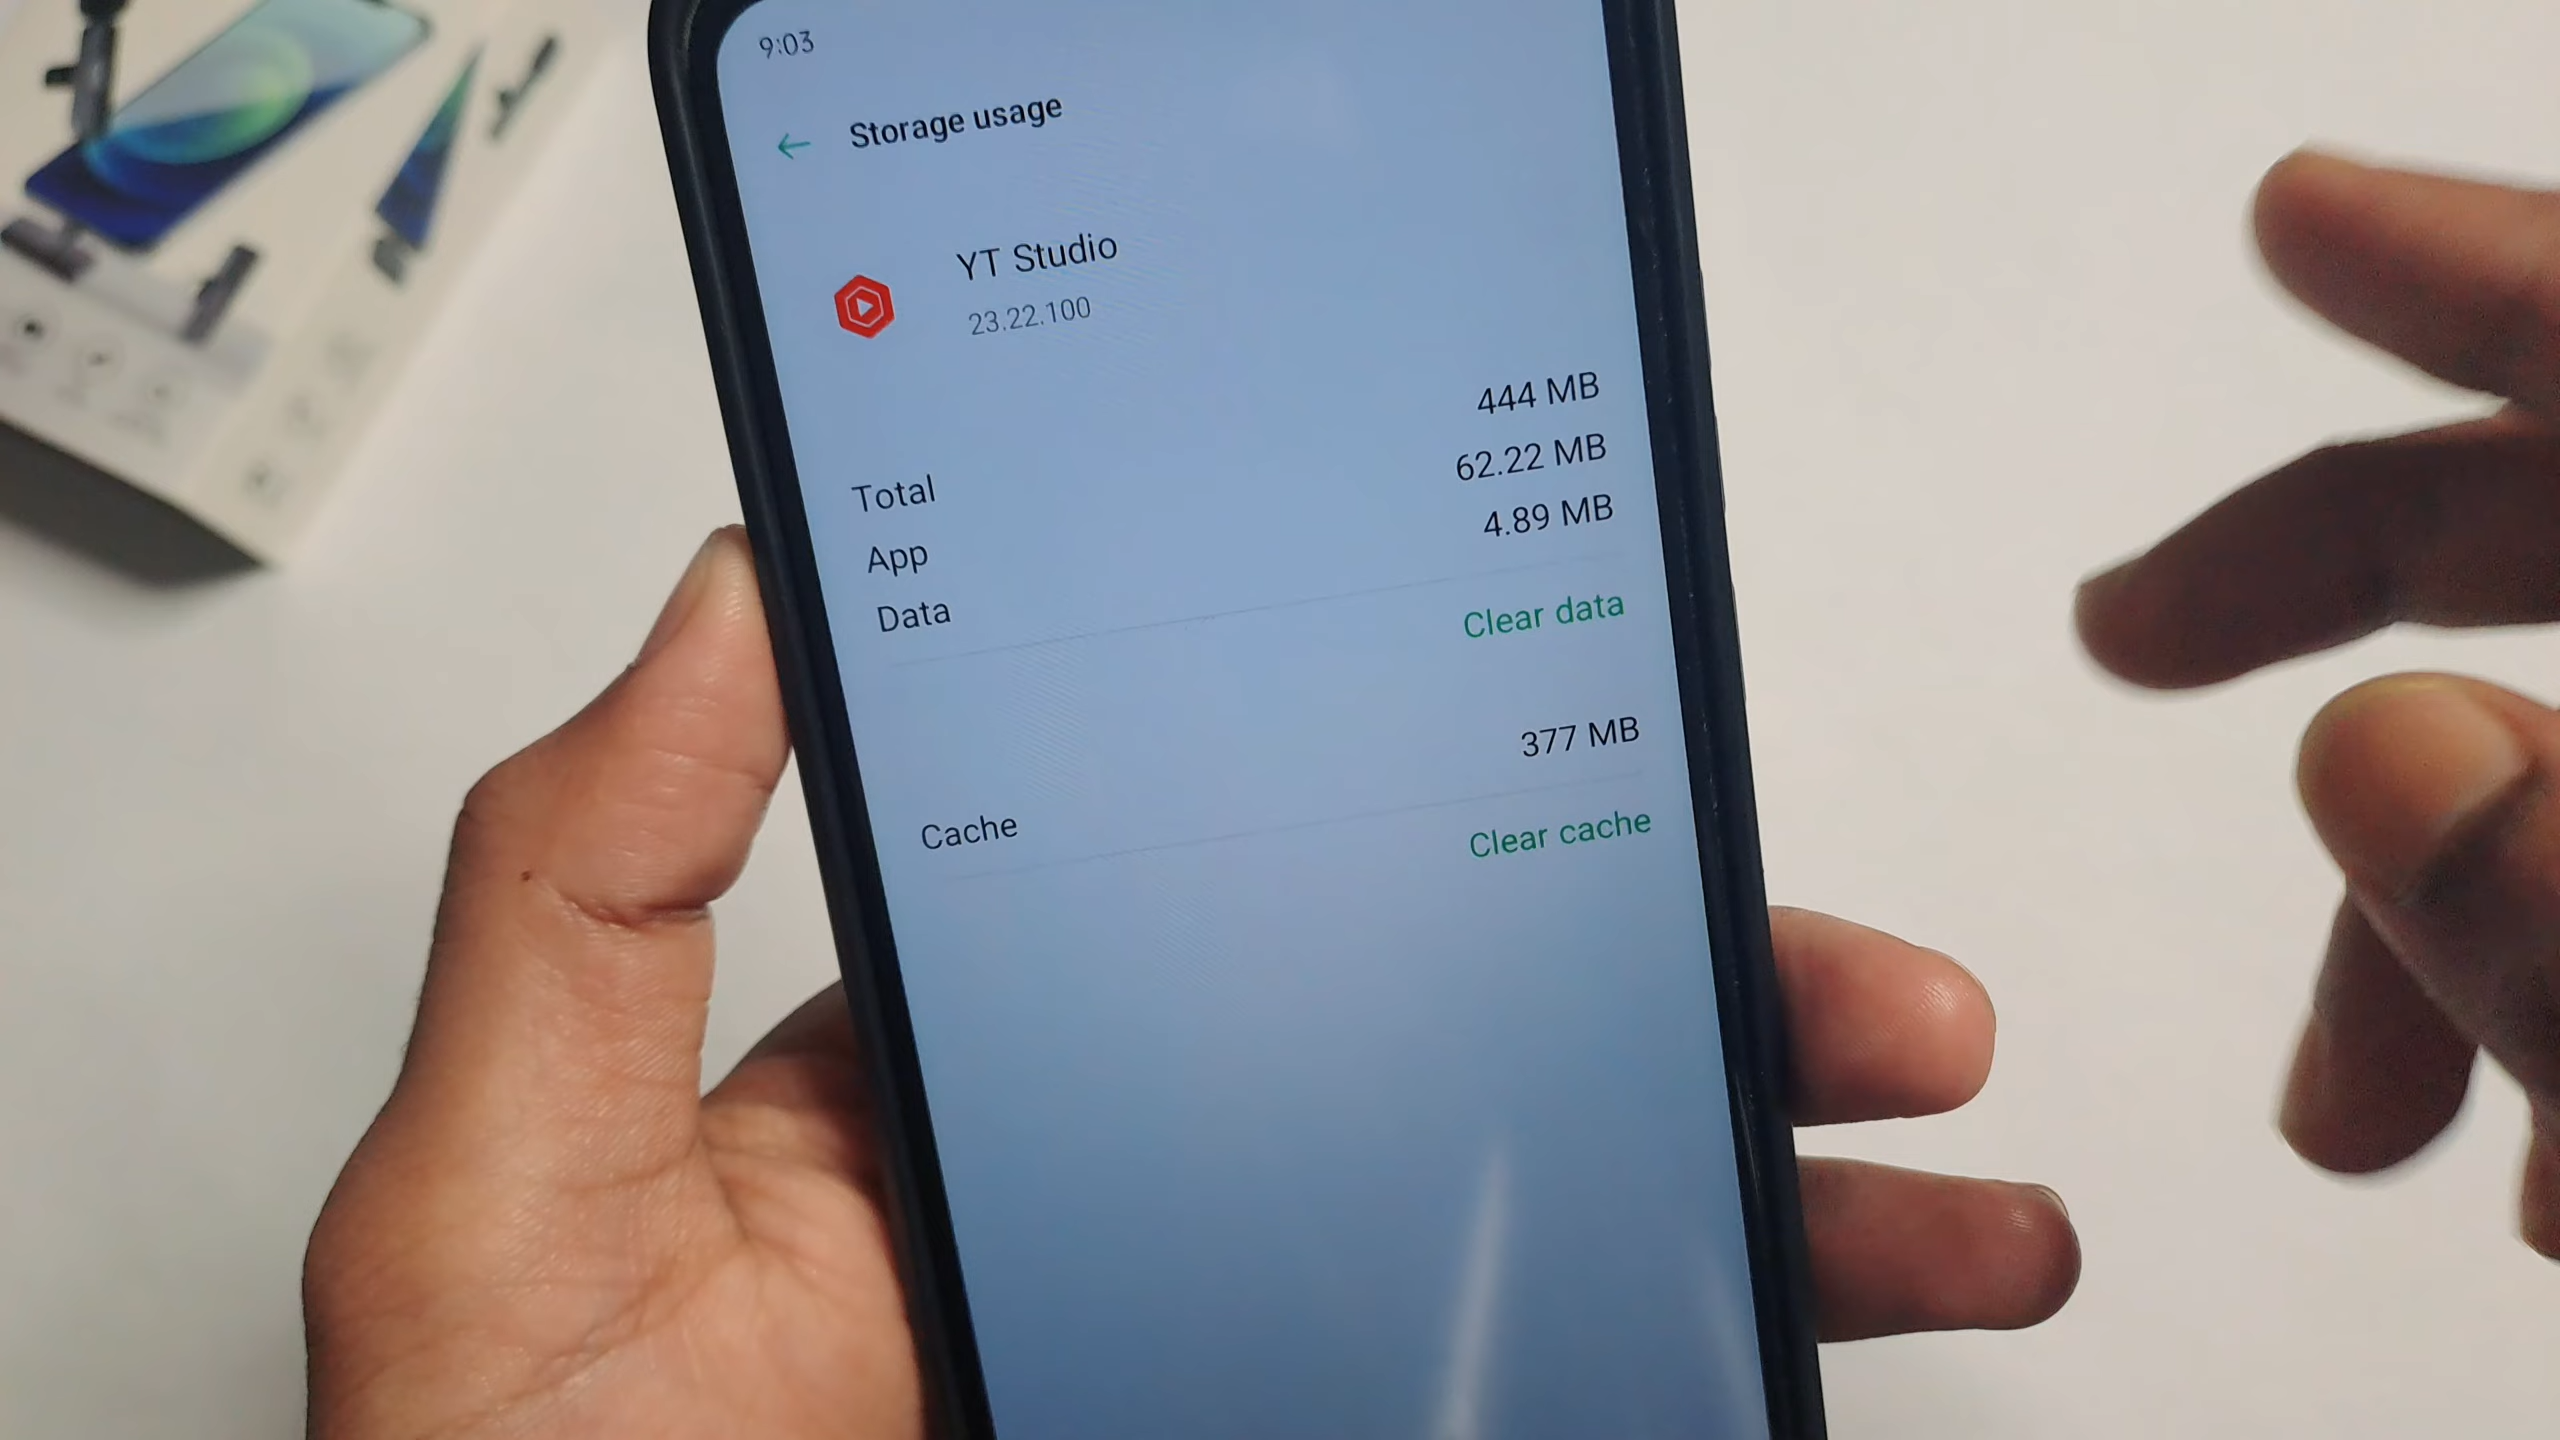 9:03
Storage usage
YT Studio
23.22.100
Total 444 MB
App 62.22 MB
Data 4.89 MB
Clear data
Cache 377 MB
Clear cache